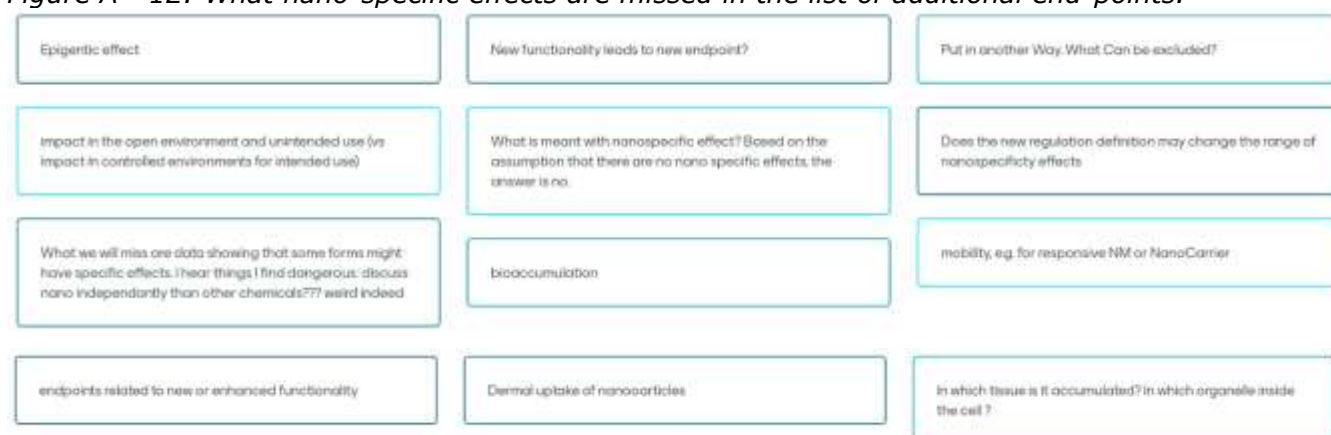 Figure A - 12: What nano-specific effects are missed in the list of additional end-points?
Epigentic effect
New functionality leads to new endpoint?
Put in another Way. What Can be excluded?
impact in the open environment and unintended use (vs
impact in controlled environments for intended use)
What is meant with nanospecific effect? Based on the
assumption that there are no nano specific effects, the
answer is no.
Does the new regulation definition may change the range of
nanospecificty effects
What we will miss are data showing that some forms might
have specific effects. I hear things I find dangerous: discuss
nano independantly than other chemicals??? weird indeed
bioaccumulation
mobility, e.g. for responsive NM or NanoCarrier
endpoints related to new or enhanced functionality
Dermal uptake of nanooarticles
In which tissue is it accumulated? In which organelle inside
the cell ?